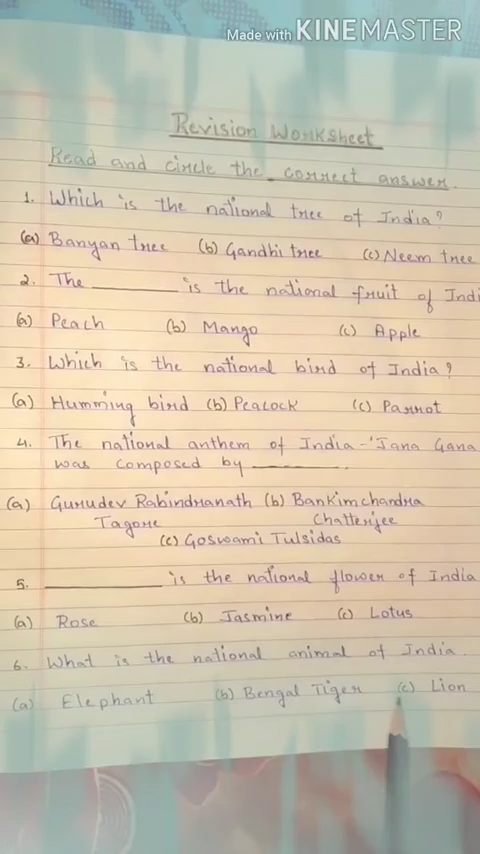 Made with KINEMASTER
Revision Worksheet
Read and circle the correct answer.
1. Which is the national tree of India?
(a) Banyan tree (b) Gandhi tree (c) Neem tree
2. The ________ is the national fruit of Indi
(a) Peach (b) Mango (c) Apple
3. Which is the national bird of India?
(a) Humming bird (b) Peacock (c) Parrot
4. The national anthem of India-'Jana Gana
was composed by ________.
(a) Gurudev Rabindranath (b) Bankimchandra
Tagore Chatterjee
(c) Goswami Tulsidas
5. ________ is the national flower of India
(a) Rose (b) Jasmine (c) Lotus
6. What is the national animal of India.
(a) Elephant (b) Bengal Tiger (c) Lion